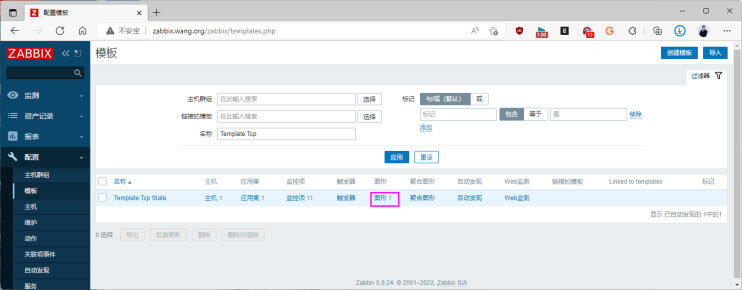 配置模板
不安全 | zabbix.wang.org/zabbix/templates.php
1.00
13
ZABBIX
模板
创建模板
导入
过滤器
监测
资产记录
报表
配置
主机群组
模板
主机
维护
动作
关联项事件
自动发现
服务
主机群组 在此输入搜索 选择
链接的模板 在此输入搜索 选择
名称 Template Tcp
标记 与/或（默认） 或
标记 包含 等于 值 移除
添加
应用 重设
名称▲ 主机 应用集 监控项 触发器 图形 聚合图形 自动发现 Web监测 链接的模板 Linked to templates 标记
Template Tcp State 主机 1 应用集 1 监控项 11 触发器 图形 1 聚合图形 自动发现 Web监测
显示 已自动发现的 1中的1
0 选择 导出 批量更新 删除 删除并清除
Zabbix 5.0.24. © 2001–2022, Zabbix SIA